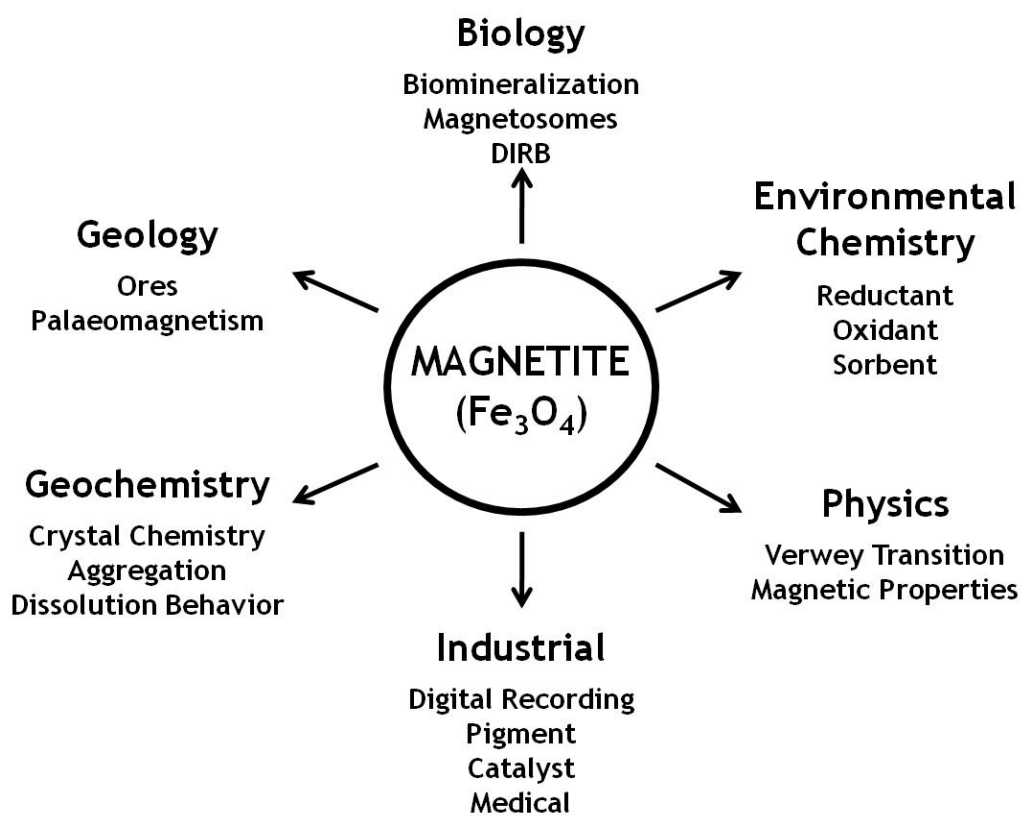 Biology
Biomineralization
Magnetosomes
DIRB
Environmental
Chemistry
Reductant
Oxidant
Sorbent
Geology
Ores
Palaeomagnetism
MAGNETITE
(Fe₃O₄)
Geochemistry
Crystal Chemistry
Aggregation
Dissolution Behavior
Physics
Verwey Transition
Magnetic Properties
Industrial
Digital Recording
Pigment
Catalyst
Medical